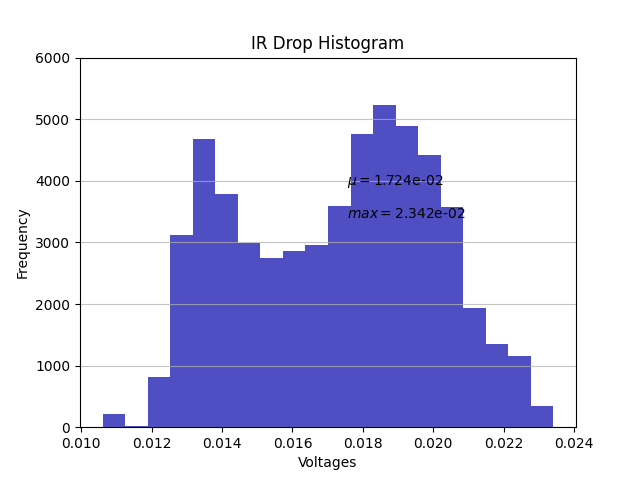 IR Drop Histogram
6000
5000
4000
3000
2000
1000
0
Frequency
μ = 1.724e-02
max = 2.342e-02
0.010 0.012 0.014 0.016 0.018 0.020 0.022 0.024
Voltages